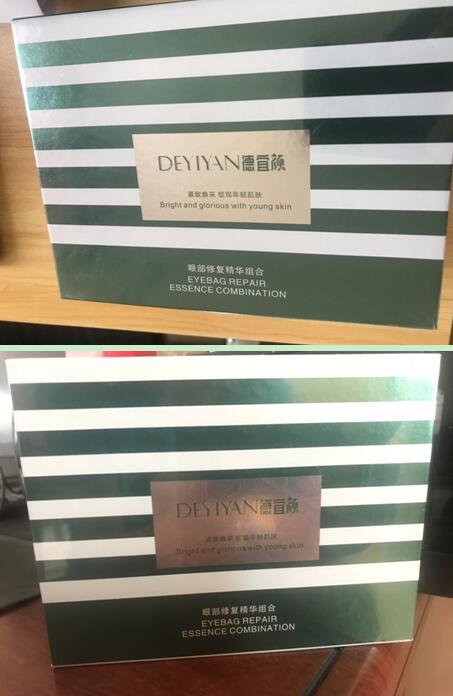 DEYIYAN德宜颜
紧致焕采 绽现年轻肌肤
Bright and glorious with young skin
眼部修复精华组合
EYEBAG REPAIR
ESSENCE COMBINATION
DEYIYAN德宜颜
紧致焕采 绽现年轻肌肤
Bright and glorious with young skin
眼部修复精华组合
EYEBAG REPAIR
ESSENCE COMBINATION